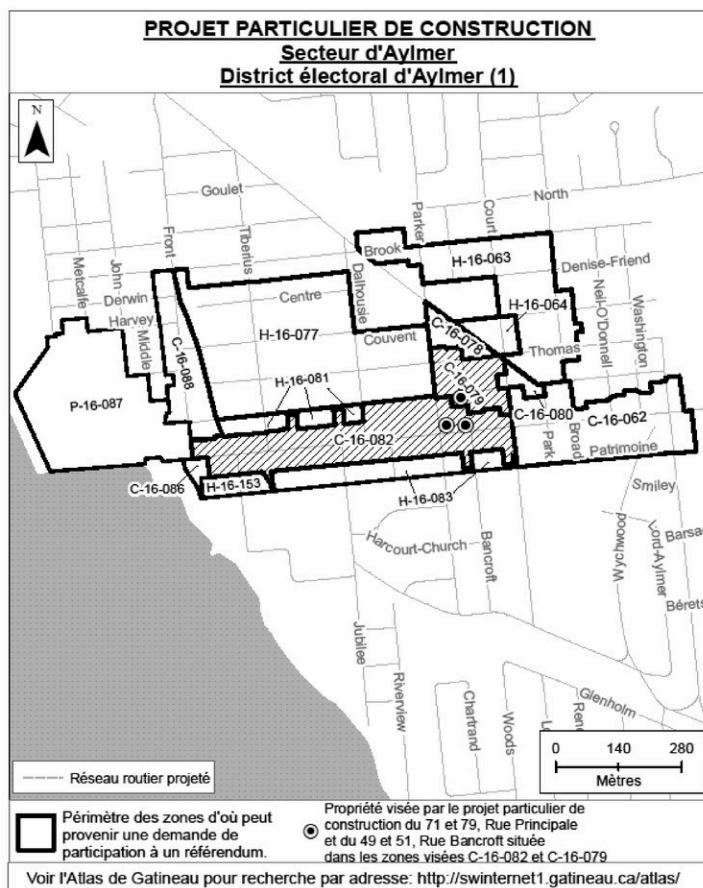 PROJET PARTICULIER DE CONSTRUCTION
Secteur d'Aylmer
District électoral d'Aylmer (1)
N
Goulet
North
Parker
Court
Front
Tiberius
Brook
H-16-063
Metcalfe
John
Dalhousie
Denise-Friend
Derwin
Centre
H-16-064
Neil-O'Donnell
Washington
Harvey
Middle
C-16-088
H-16-077
Couvent
C-16-078
Thomas
H-16-081
C-16-079
P-16-087
C-16-080
C-16-062
C-16-082
Park
Broad
Patrimoine
C-16-086
H-16-153
H-16-083
Smiley
Harcourt-Church
Bancroft
Wychwood
Lord-Aylmer
Barsa
Jubilee
Bérets
Riverview
Chartrand
Woods
Glenholm
Rene
0 140 280
Mètres
Réseau routier projeté
Périmètre des zones d'où peut
provenir une demande de
participation à un référendum.
Propriété visée par le projet particulier de
construction du 71 et 79, Rue Principale
et du 49 et 51, Rue Bancroft située
dans les zones visées C-16-082 et C-16-079
Voir l'Atlas de Gatineau pour recherche par adresse: http://swinternet1.gatineau.ca/atlas/